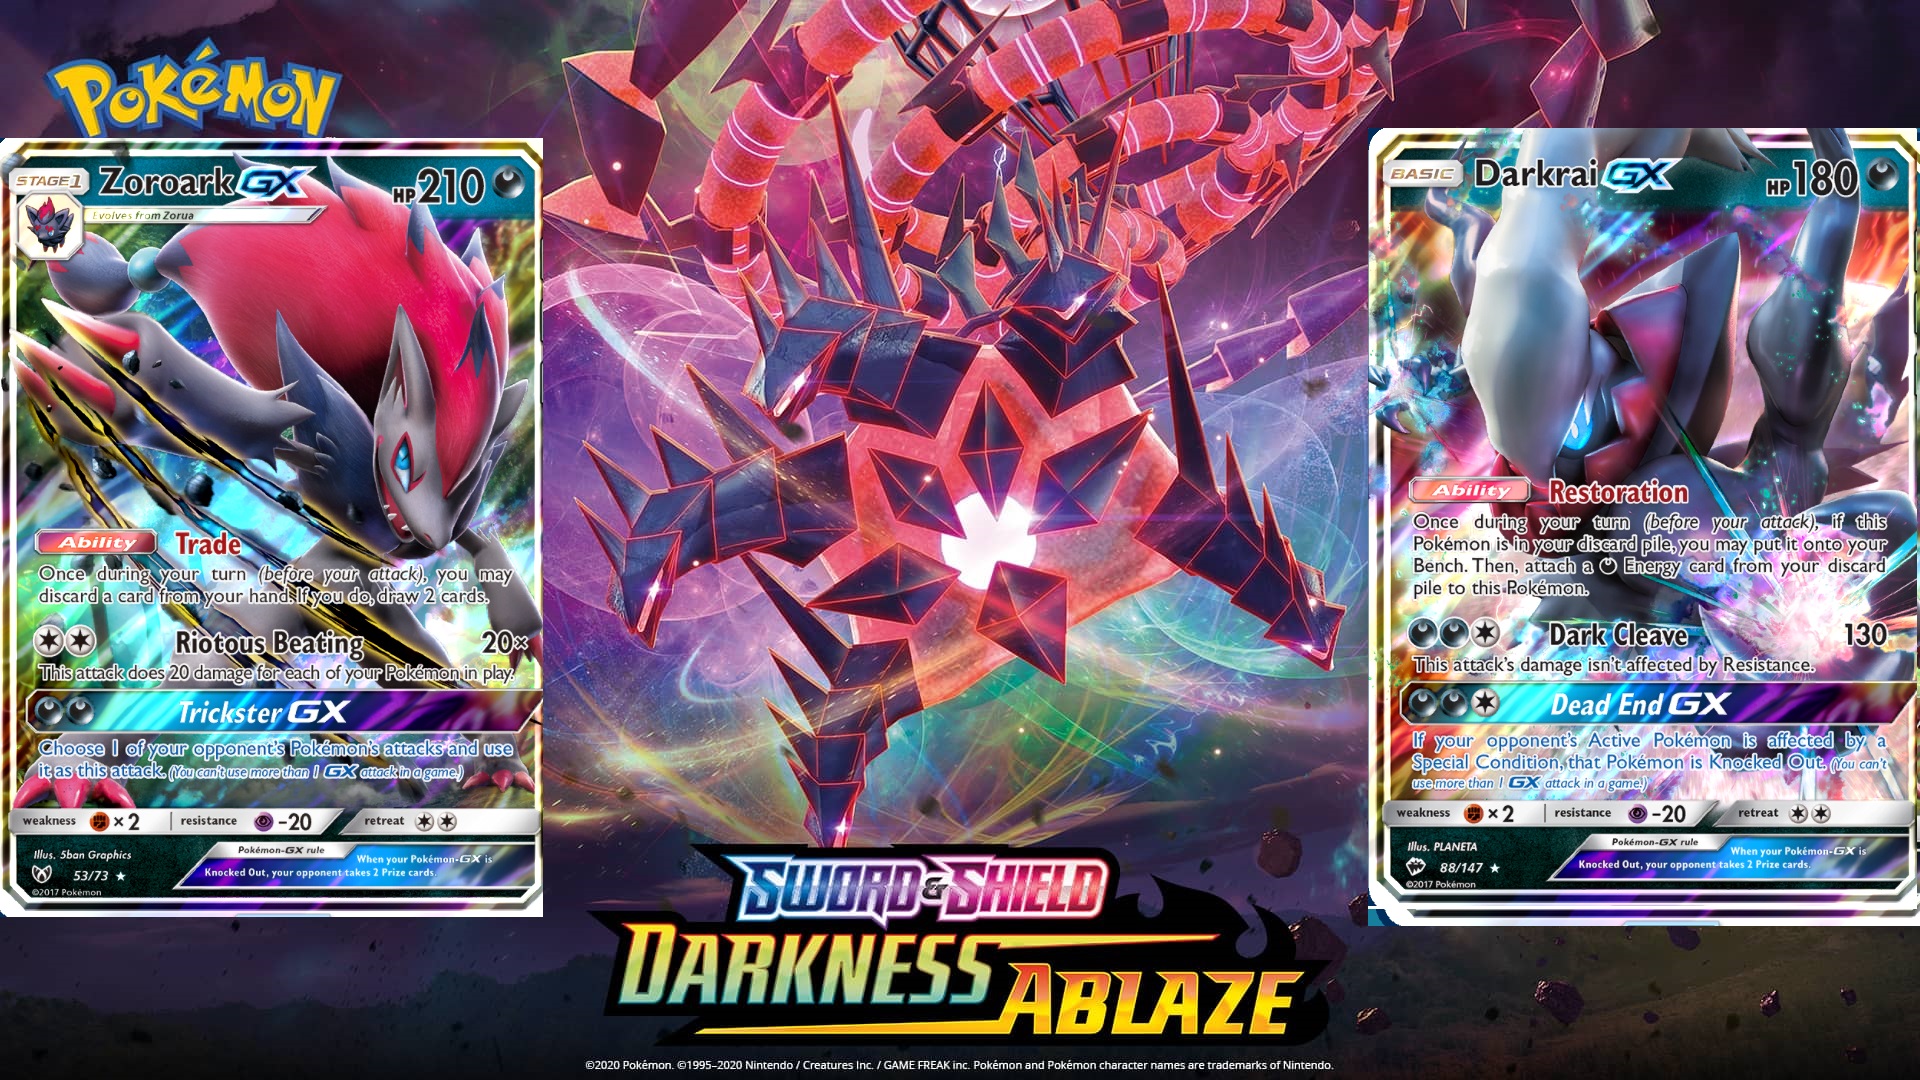 Pokémon
STAGE1 Zoroark GX HP210
Evolves from Zorua
Ability Trade
Once during your turn (before your attack), you may
discard a card from your hand. If you do, draw 2 cards.
Riotous Beating 20×
This attack does 20 damage for each of your Pokémon in play.
Trickster GX
Choose 1 of your opponent's Pokémon's attacks and use
it as this attack. (You can't use more than 1 GX attack in a game.)
weakness ×2 resistance -20 retreat
Illus. 5ban Graphics
53/73
©2017 Pokémon
Pokémon-GX rule
When your Pokémon-GX is
Knocked Out, your opponent takes 2 Prize cards.
BASIC Darkrai GX HP180
Ability Restoration
Once during your turn (before your attack), if this
Pokémon is in your discard pile, you may put it onto your
Bench. Then, attach a Energy card from your discard
pile to this Pokémon.
Dark Cleave 130
This attack's damage isn't affected by Resistance.
Dead End GX
If your opponent's Active Pokémon is affected by a
Special Condition, that Pokémon is Knocked Out. (You can't
use more than 1 GX attack in a game.)
weakness ×2 resistance -20 retreat
Illus. PLANETA
88/147
©2017 Pokémon
Pokémon-GX rule
When your Pokémon-GX is
Knocked Out, your opponent takes 2 Prize cards.
SWORD & SHIELD
DARKNESS
ABLAZE
©2020 Pokémon. ©1995–2020 Nintendo / Creatures Inc. / GAME FREAK inc. Pokémon and Pokémon character names are trademarks of Nintendo.